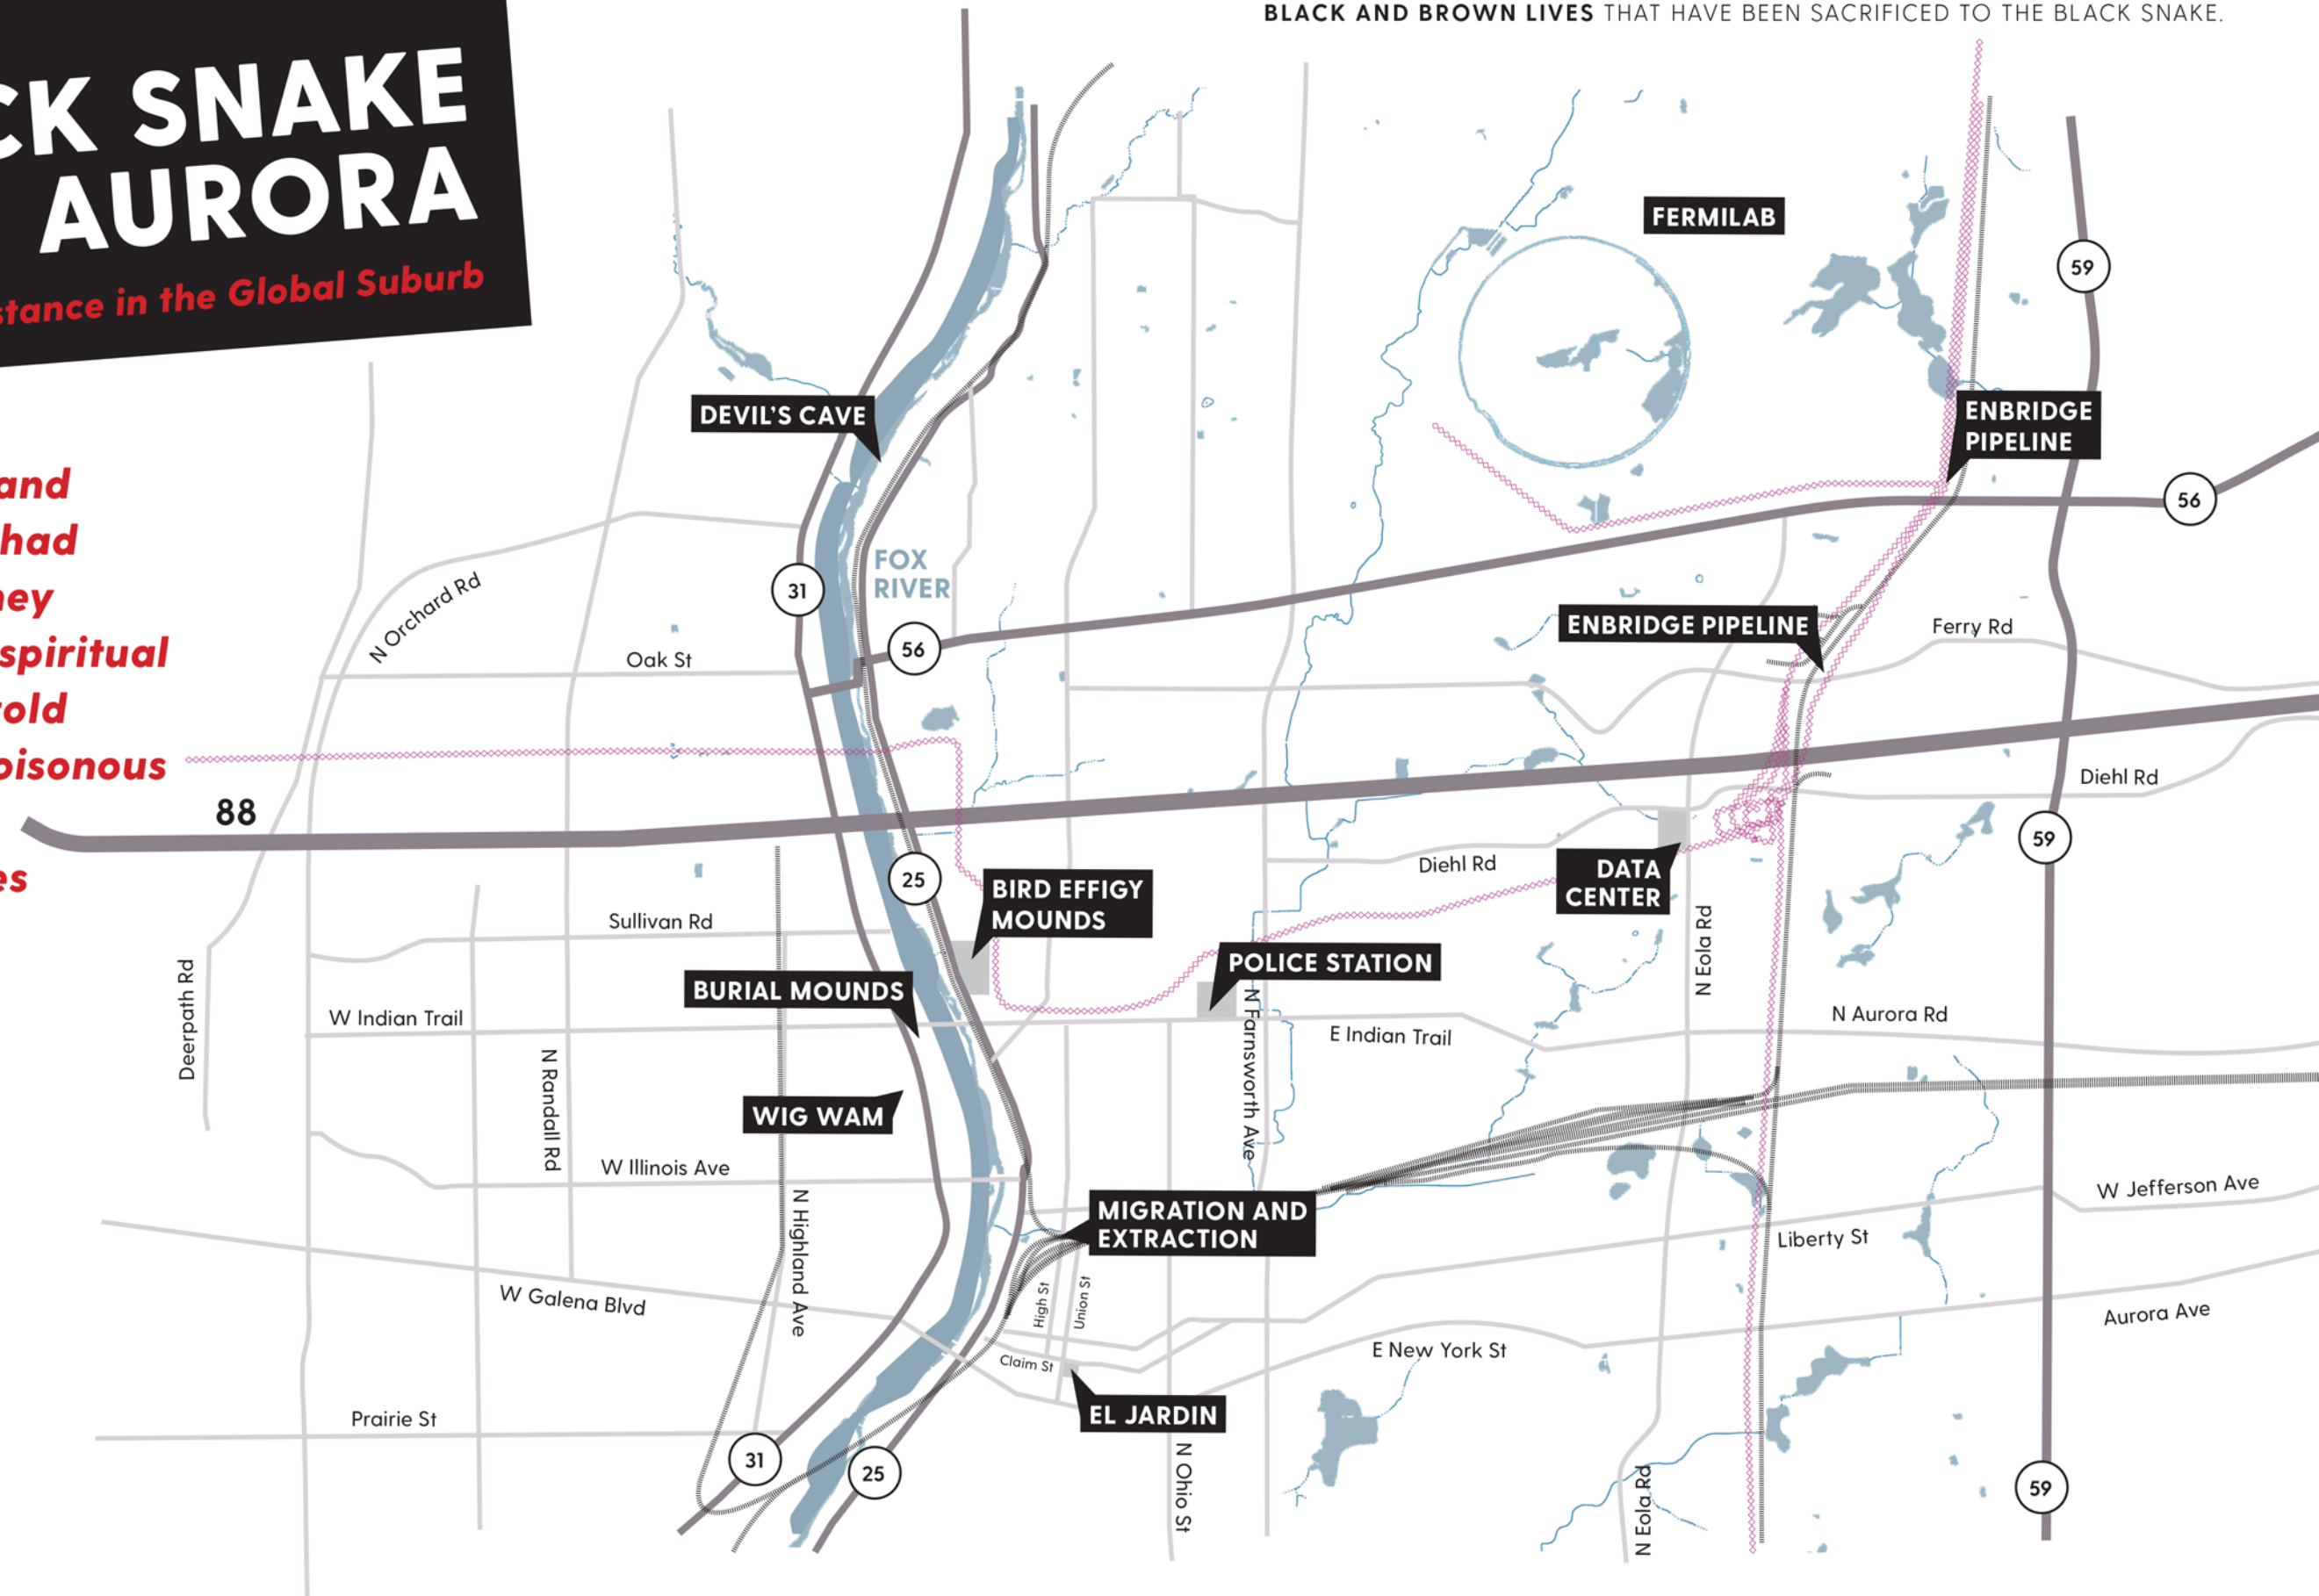 BLACK AND BROWN LIVES THAT HAVE BEEN SACRIFICED TO THE BLACK SNAKE.
CK SNAKE
AURORA
stance in the Global Suburb
and
had
ney
spiritual
told
oisonous
es
FERMILAB
59
DEVIL'S CAVE
ENBRIDGE
PIPELINE
56
FOX
RIVER
31
N Orchard Rd
56
ENBRIDGE PIPELINE
Ferry Rd
Oak St
88
Diehl Rd
59
25
Diehl Rd
DATA
CENTER
BIRD EFFIGY
MOUNDS
Sullivan Rd
N Eola Rd
POLICE STATION
Deerpath Rd
BURIAL MOUNDS
W Indian Trail
N Farnsworth Ave
E Indian Trail
N Aurora Rd
N Randall Rd
WIG WAM
W Illinois Ave
N Highland Ave
MIGRATION AND
EXTRACTION
W Jefferson Ave
Liberty St
W Galena Blvd
High St
Union St
Aurora Ave
Claim St
E New York St
Prairie St
EL JARDIN
31
25
N Ohio St
N Eola Rd
59